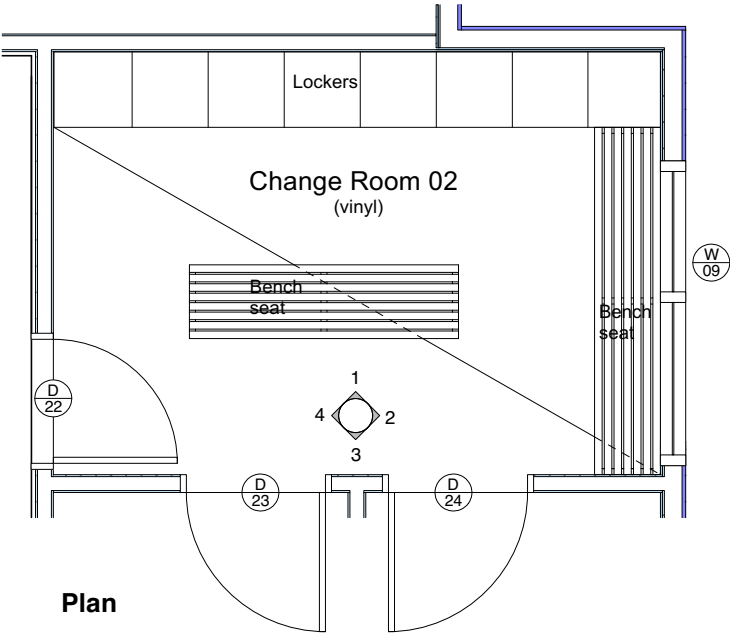 Lockers
Change Room 02
(vinyl)
W
09
Bench
seat
Bench
seat
1
4
2
3
D
22
D
23
D
24
Plan